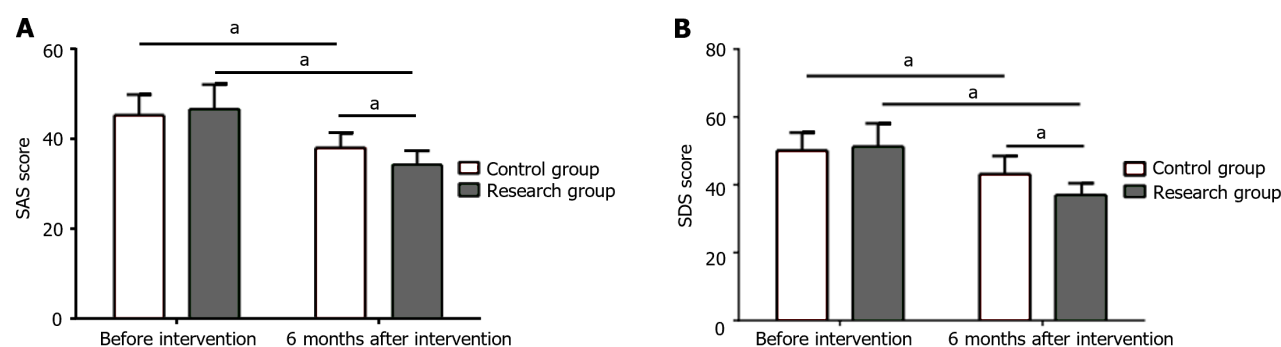 A
a
60
a
a
40
SAS score
Control group
Research group
20
0
Before intervention
6 months after intervention
B
80
a
a
60
a
SDS score
Control group
40
Research group
20
0
Before intervention
6 months after intervention